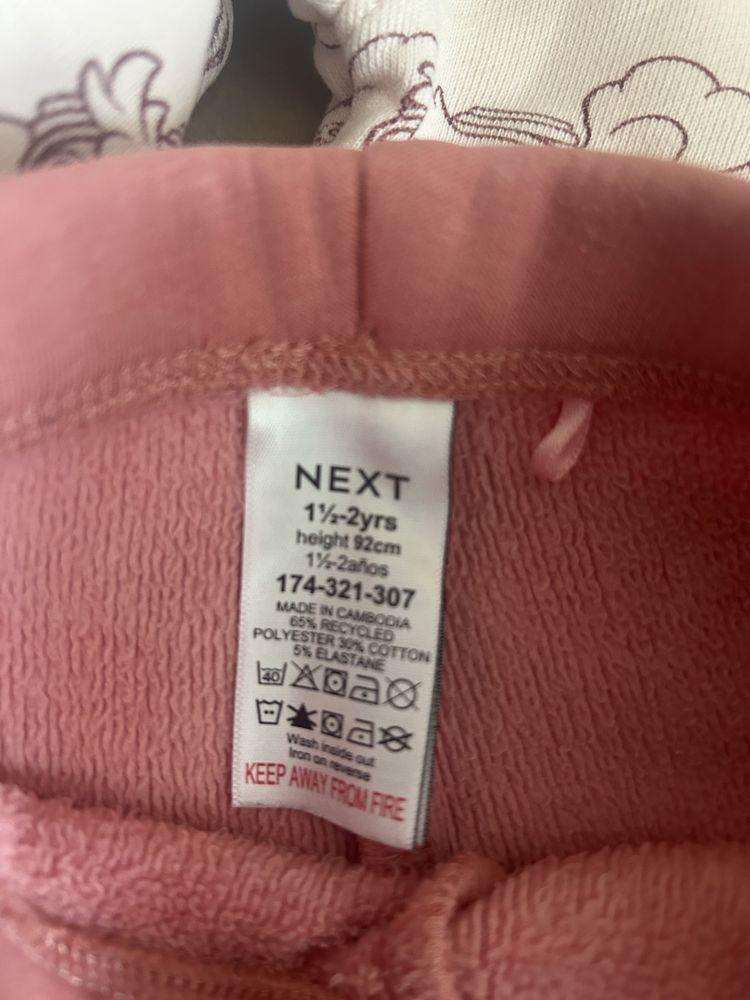 NEXT
1½-2yrs
height 92cm
1½-2años
174-321-307
MADE IN CAMBODIA
65% RECYCLED
POLYESTER 30% COTTON
5% ELASTANE
40
Wash inside out
Iron on reverse
KEEP AWAY FROM FIRE